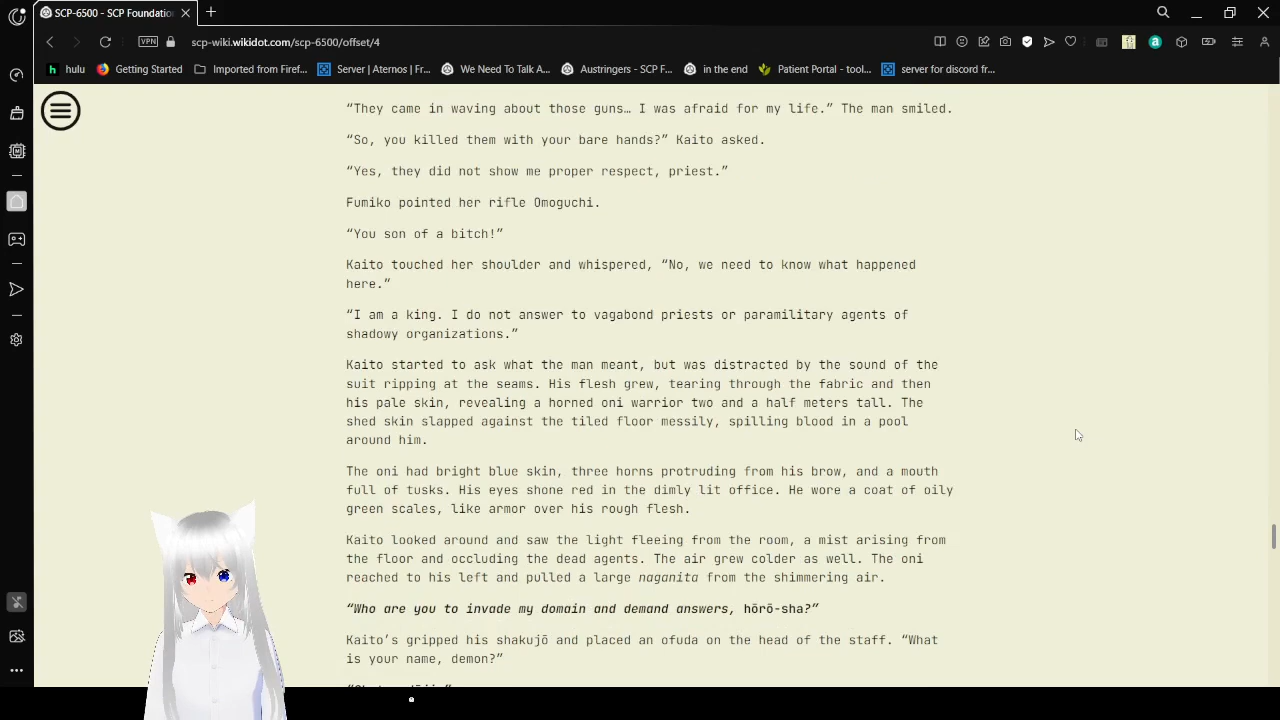 SCP-6500 - SCP Foundation
VPN
scp-wiki.wikidot.com/scp-6500/offset/4
hulu
Getting Started
Imported from Firef...
Server | Aternos | Fr...
We Need To Talk A...
Austringers - SCP F...
in the end
Patient Portal - tool...
server for discord fr...
“They came in waving about those guns… I was afraid for my life.” The man smiled.
“So, you killed them with your bare hands?” Kaito asked.
“Yes, they did not show me proper respect, priest.”
Fumiko pointed her rifle Omoguchi.
“You son of a bitch!”
Kaito touched her shoulder and whispered, “No, we need to know what happened
here.”
“I am a king. I do not answer to vagabond priests or paramilitary agents of
shadowy organizations.”
Kaito started to ask what the man meant, but was distracted by the sound of the
suit ripping at the seams. His flesh grew, tearing through the fabric and then
his pale skin, revealing a horned oni warrior two and a half meters tall. The
shed skin slapped against the tiled floor messily, spilling blood in a pool
around him.
The oni had bright blue skin, three horns protruding from his brow, and a mouth
full of tusks. His eyes shone red in the dimly lit office. He wore a coat of oily
green scales, like armor over his rough flesh.
Kaito looked around and saw the light fleeing from the room, a mist arising from
the floor and occluding the dead agents. The air grew colder as well. The oni
reached to his left and pulled a large naganita from the shimmering air.
“Who are you to invade my domain and demand answers, hōrō-sha?”
Kaito’s gripped his shakujō and placed an ofuda on the head of the staff. “What
is your name, demon?”